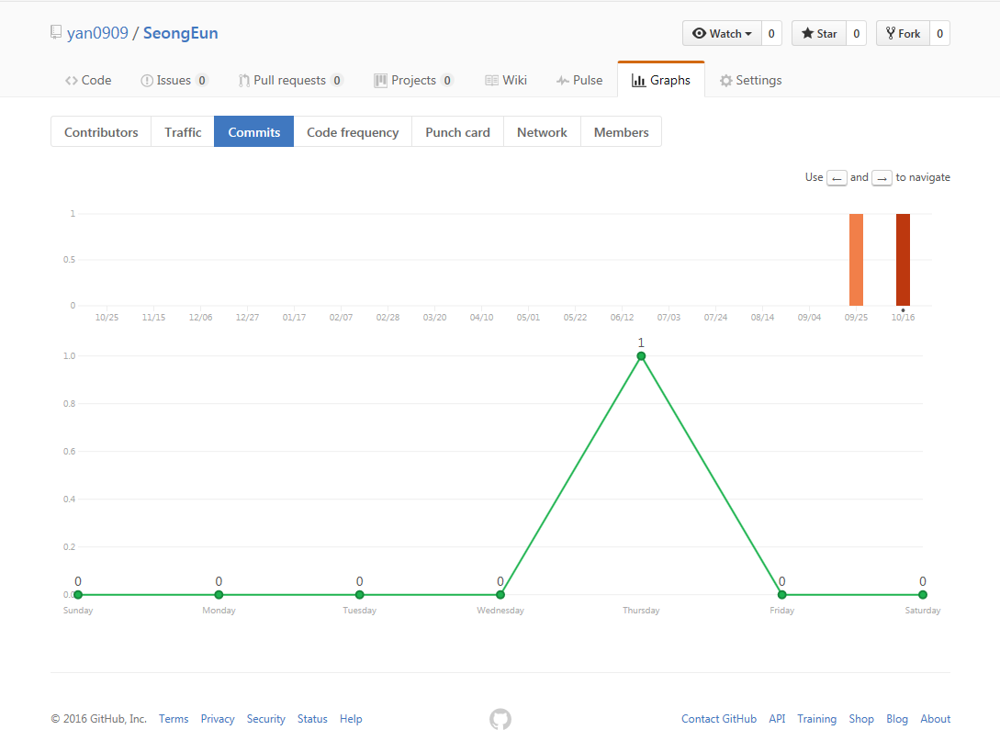 yan0909 / SeongEun
Watch 0 Star 0 Fork 0
Code Issues 0 Pull requests 0 Projects 0 Wiki Pulse Graphs Settings
Contributors Traffic Commits Code frequency Punch card Network Members
Use ← and → to navigate
1
0.5
0
10/25 11/15 12/06 12/27 01/17 02/07 02/28 03/20 04/10 05/01 05/22 06/12 07/03 07/24 08/14 09/04 09/25 10/16
1
1.0
0.8
0.6
0.4
0.2
0 0 0 0 0 0
0.0
Sunday Monday Tuesday Wednesday Thursday Friday Saturday
© 2016 GitHub, Inc. Terms Privacy Security Status Help Contact GitHub API Training Shop Blog About